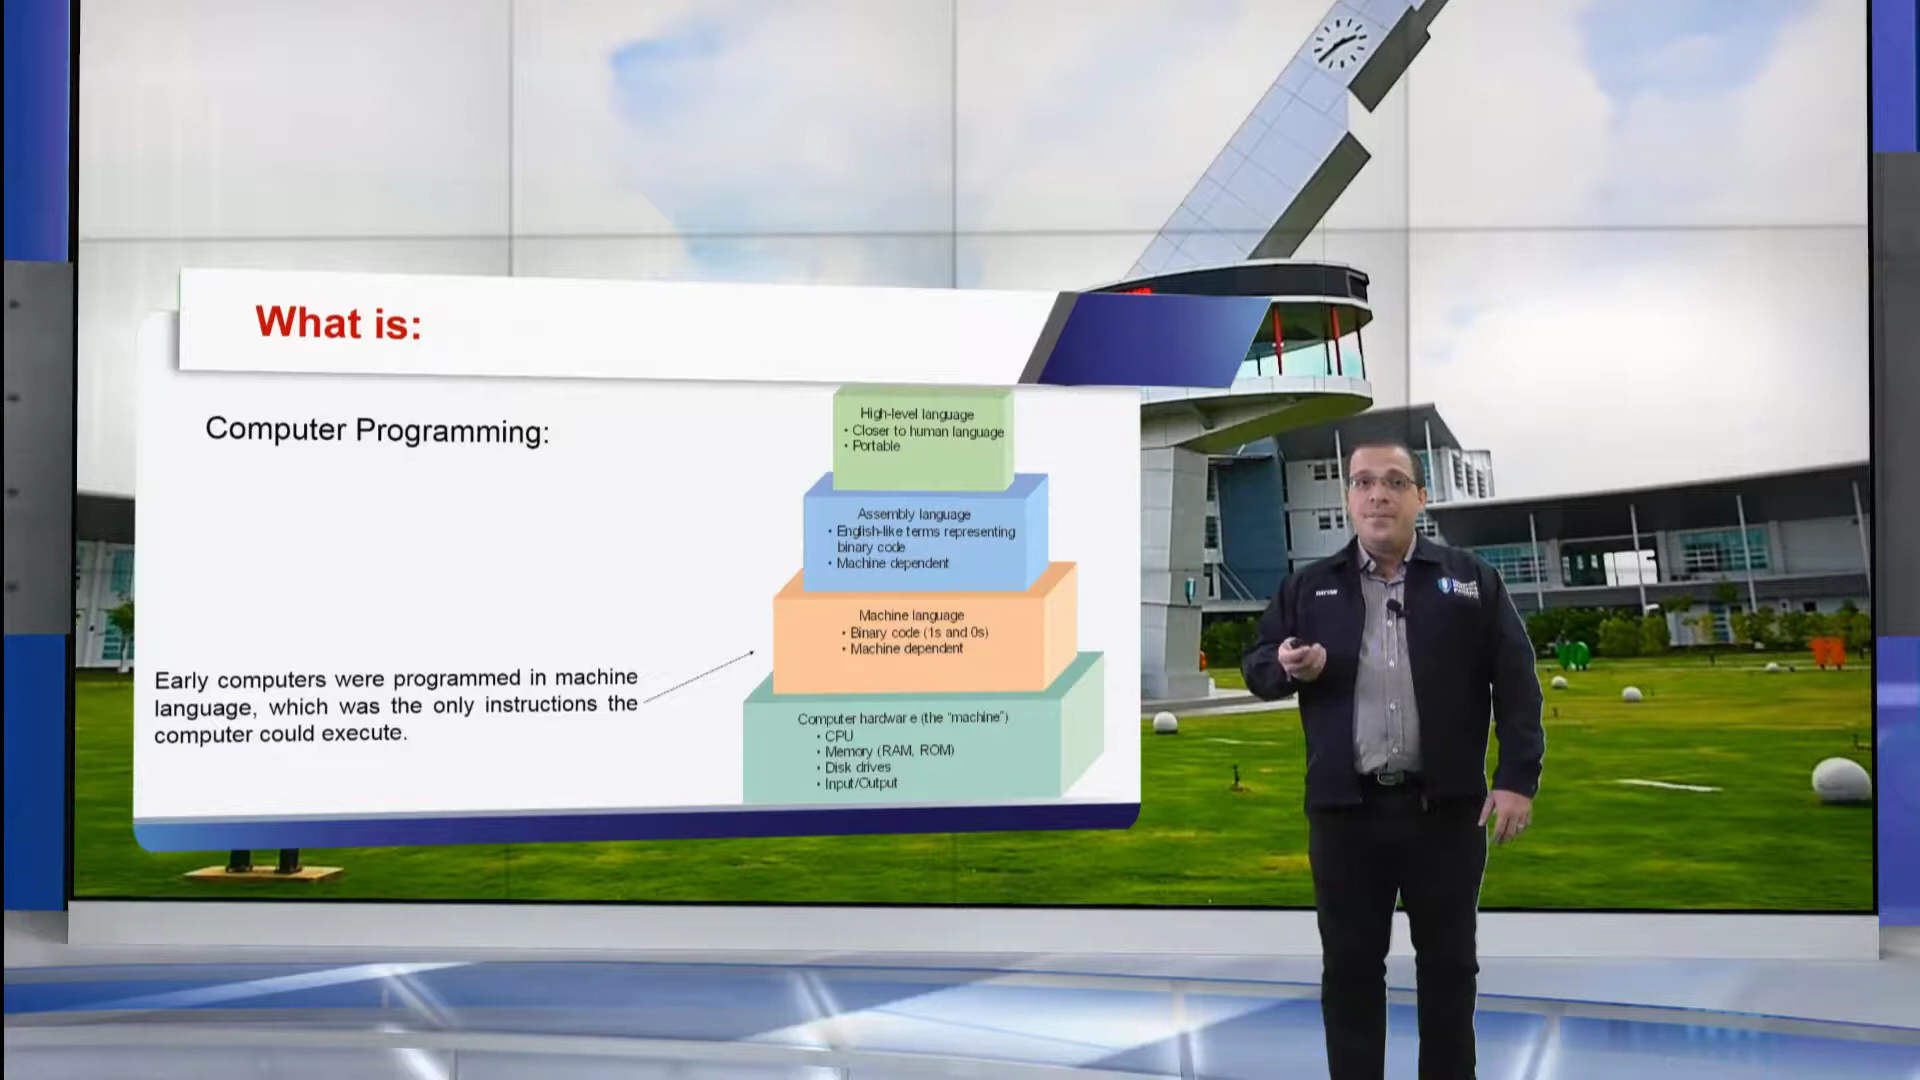 What is:
Computer Programming:
High-level language
• Closer to human language
• Portable
Assembly language
• English-like terms representing
binary code
• Machine dependent
Machine language
• Binary code (1s and 0s)
• Machine dependent
Early computers were programmed in machine
language, which was the only instructions the
computer could execute.
Computer hardware (the "machine")
• CPU
• Memory (RAM, ROM)
• Disk drives
• Input/Output